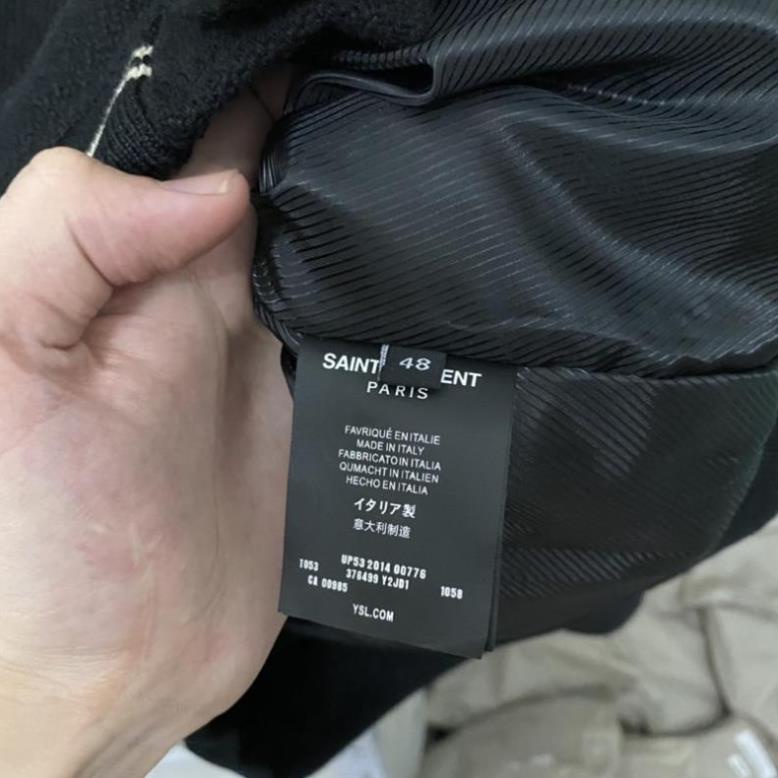 SAINT ENT
48
PARIS
FAVRIQUÉ EN ITALIE
MADE IN ITALY
FABBRICATO IN ITALIA
QUMACHT IN ITALIEN
HECHO EN ITALIA
イタリア製
意大利制造
UP53 2014 00776
T053 376499 Y2JD1 1058
CA 00985
YSL.COM